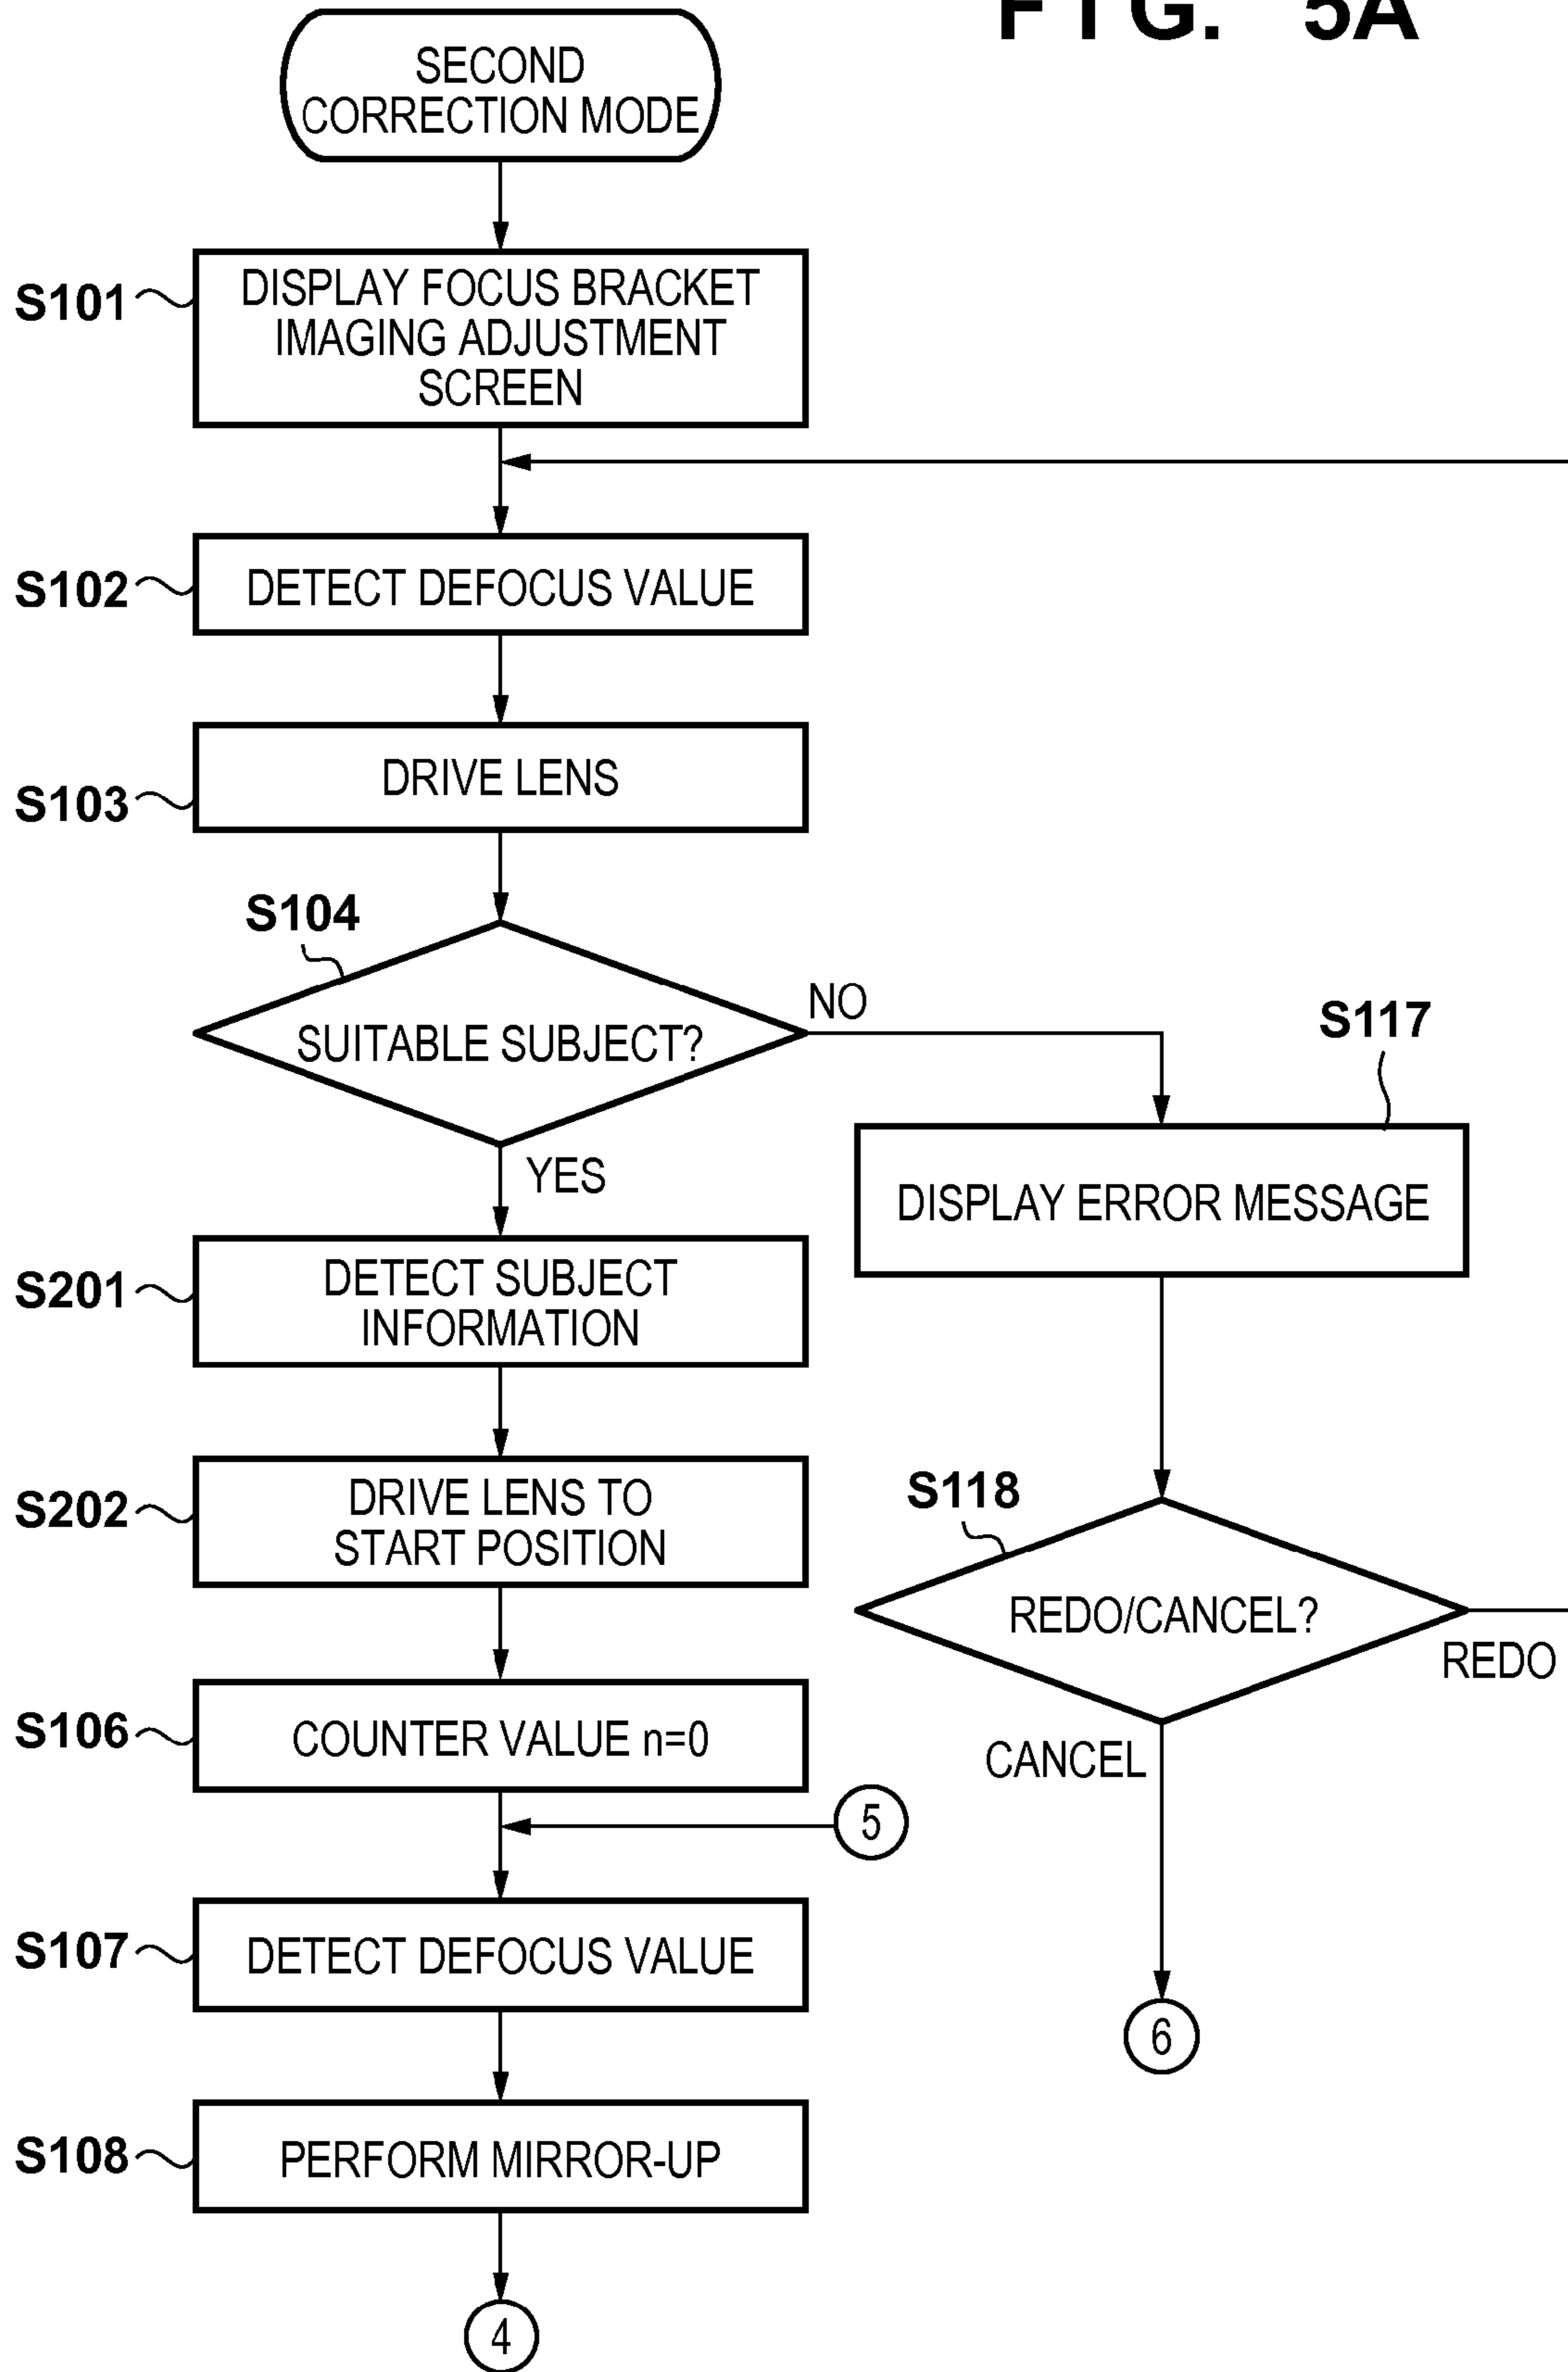 FIG. 5A
SECOND
CORRECTION MODE
S101
DISPLAY FOCUS BRACKET
IMAGING ADJUSTMENT
SCREEN
S102
DETECT DEFOCUS VALUE
S103
DRIVE LENS
S104
SUITABLE SUBJECT?
NO
YES
S117
DISPLAY ERROR MESSAGE
S201
DETECT SUBJECT
INFORMATION
S202
DRIVE LENS TO
START POSITION
S118
REDO/CANCEL?
REDO
CANCEL
S106
COUNTER VALUE n=0
5
S107
DETECT DEFOCUS VALUE
6
S108
PERFORM MIRROR-UP
4